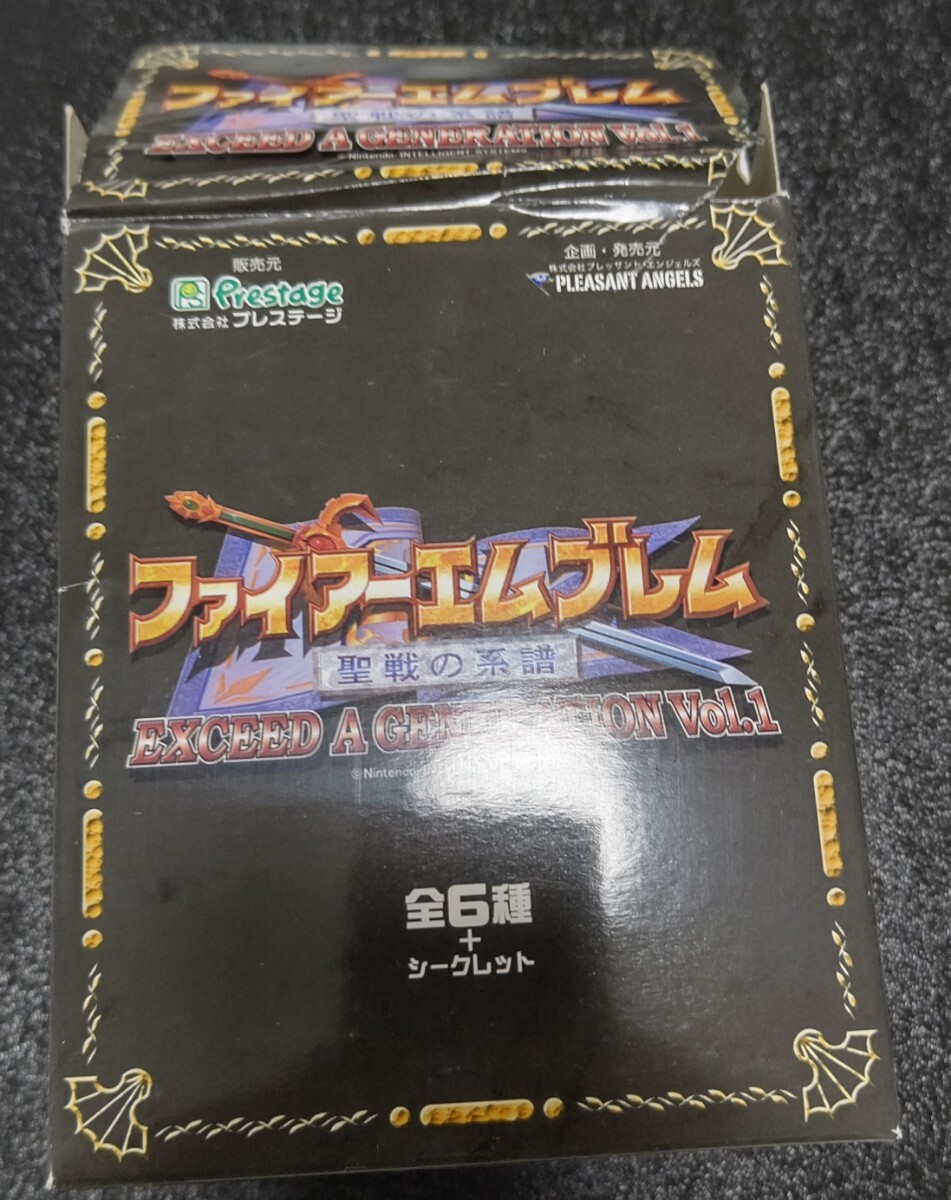 ファイアーエムブレム
聖戦の系譜
EXCEED A GENERATION Vol.1
©Nintendo INTELLIGENT SYSTEMS
販売元
Prestage
株式会社 プレステージ
企画・発売元
株式会社プレッサント・エンジェルズ
PLEASANT ANGELS
ファイアーエムブレム
聖戦の系譜
EXCEED A GENERATION Vol.1
©Nintendo
全6種
+
シークレット